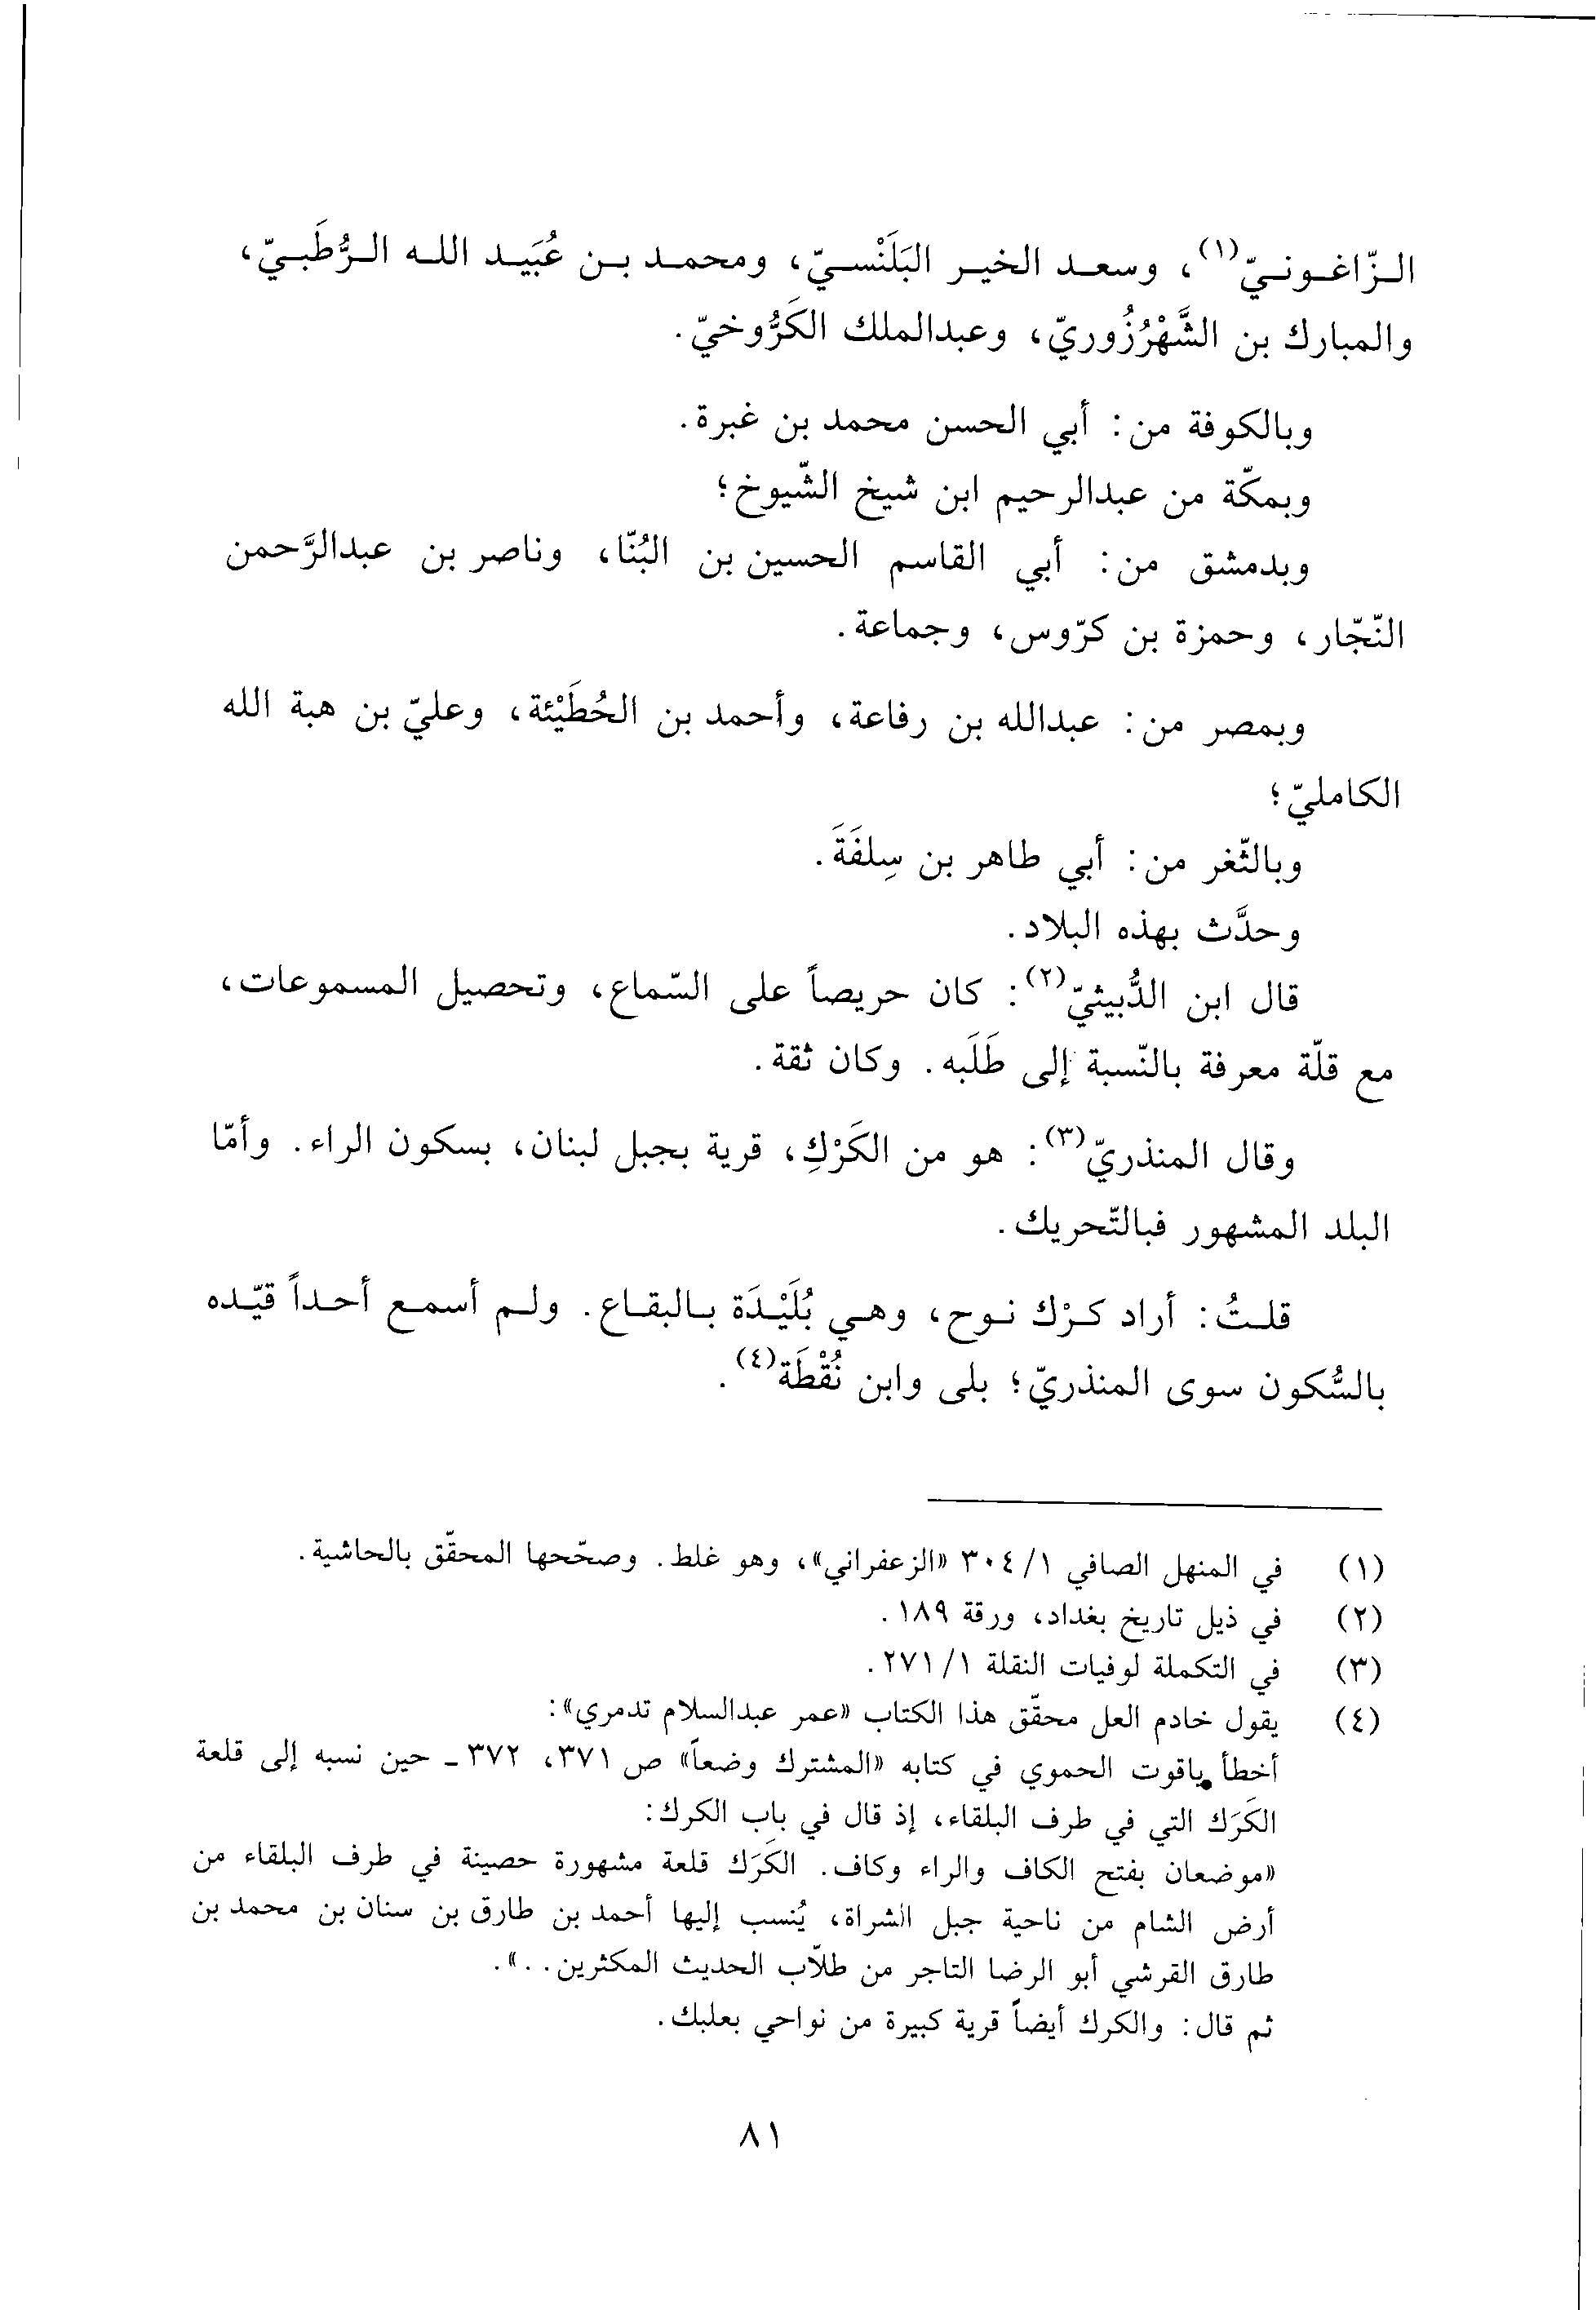 الزّاغونيّ(١)، وسعد الخير البَلَنْسيّ، ومحمد بن عُبَيد الله الرُّطَبيّ،
والمبارك بن الشَّهْرُزُوريّ، وعبدالملك الكَرُّوخيّ.
وبالكوفة من: أبي الحسن محمد بن غبرة.
وبمكّة من عبدالرحيم ابن شيخ الشّيوخ؛
وبدمشق من: أبي القاسم الحسين بن البُنّا، وناصر بن عبدالرَّحمن
النّجّار، وحمزة بن كرّوس، وجماعة.
وبمصر من: عبدالله بن رفاعة، وأحمد بن الحُطَيْئة، وعليّ بن هبة الله
الكامليّ؛
وبالثّغر من: أبي طاهر بن سِلفَةَ.
وحدَّث بهذه البلاد.
قال ابن الدُّبيثيّ(٢): كان حريصاً على السّماع، وتحصيل المسموعات،
مع قلّة معرفة بالنّسبة إلى طَلَبه. وكان ثقة.
وقال المنذريّ(٣): هو من الكَرْكِ، قرية بجبل لبنان، بسكون الراء. وأمّا
البلد المشهور فبالتّحريك.
قلتُ: أراد كرْك نوح، وهي بُلَيْدَة بالبقاع. ولم أسمع أحداً قيّده
بالسُّكون سوى المنذريّ؛ بلى وابن نُقْطَة(٤).
(١) في المنهل الصافي ٣٠٤/١ «الزعفراني»، وهو غلط. وصحّحها المحقّق بالحاشية.
(٢) في ذيل تاريخ بغداد، ورقة ١٨٩.
(٣) في التكملة لوفيات النقلة ٢٧١/١.
(٤) يقول خادم العل محقّق هذا الكتاب «عمر عبدالسلام تدمري»:
أخطأ ياقوت الحموي في كتابه «المشترك وضعاً» ص ٣٧١، ٣٧٢ - حين نسبه إلى قلعة
الكَرَك التي في طرف البلقاء، إذ قال في باب الكرك:
«موضعان بفتح الكاف والراء وكاف. الكَرَك قلعة مشهورة حصينة في طرف البلقاء من
أرض الشام من ناحية جبل الشراة، يُنسب إليها أحمد بن طارق بن سنان بن محمد بن
طارق القرشي أبو الرضا التاجر من طلّاب الحديث المكثرين..».
ثم قال: والكرك أيضاً قرية كبيرة من نواحي بعلبك.
٨١